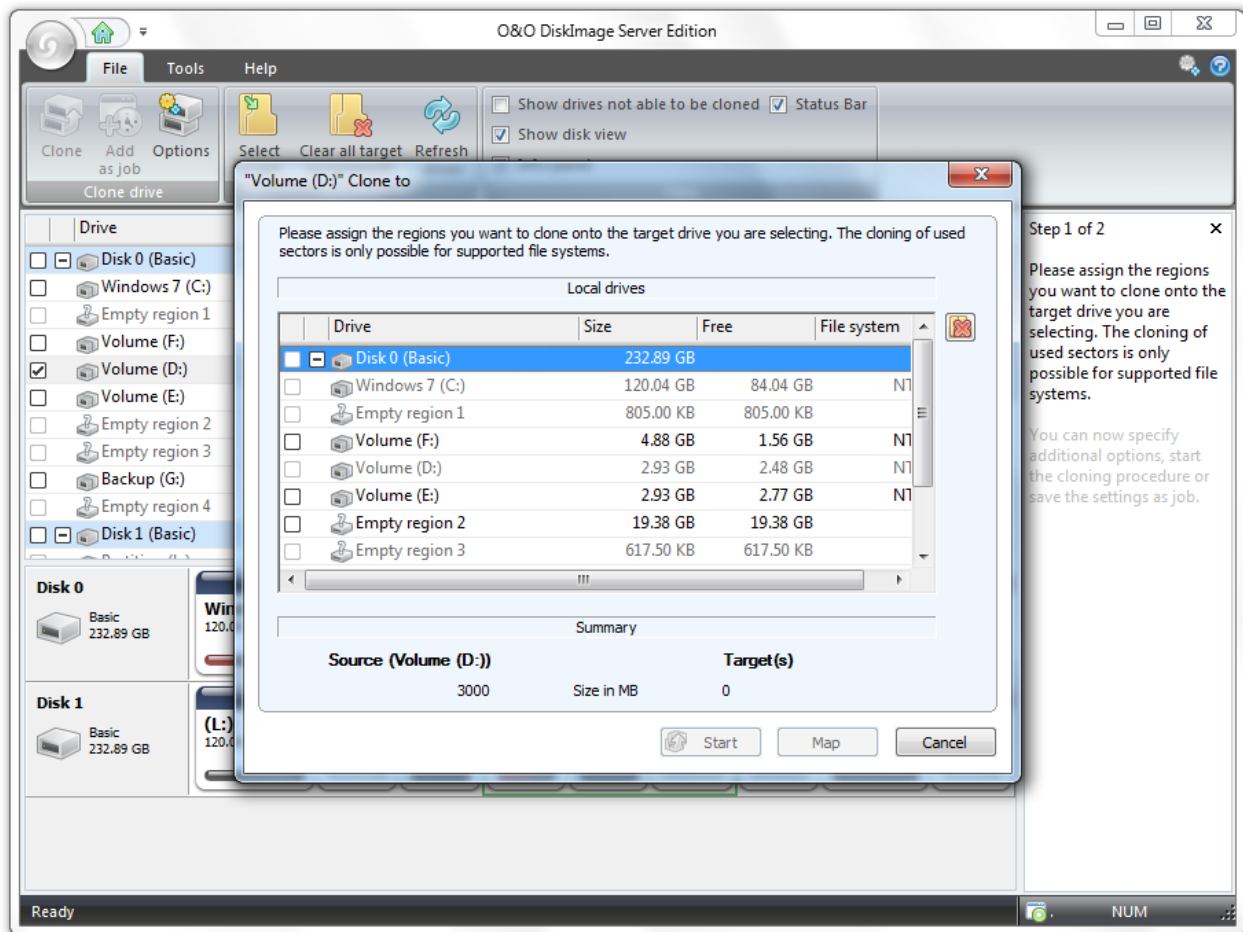 O&O DiskImage Server Edition
File Tools Help
Clone
Add as job
Options
Clone drive
Select
Clear all target
Refresh
Show drives not able to be cloned
Status Bar
Show disk view
Drive
Disk 0 (Basic)
Windows 7 (C:)
Empty region 1
Volume (F:)
Volume (D:)
Volume (E:)
Empty region 2
Empty region 3
Backup (G:)
Empty region 4
Disk 1 (Basic)
Disk 0
Basic
232.89 GB
Win
120.0
Disk 1
Basic
232.89 GB
(L:)
120.0
"Volume (D:)" Clone to
Please assign the regions you want to clone onto the target drive you are selecting. The cloning of used
sectors is only possible for supported file systems.
Local drives
Drive Size Free File system
Disk 0 (Basic) 232.89 GB
Windows 7 (C:) 120.04 GB 84.04 GB NT
Empty region 1 805.00 KB 805.00 KB
Volume (F:) 4.88 GB 1.56 GB NT
Volume (D:) 2.93 GB 2.48 GB NT
Volume (E:) 2.93 GB 2.77 GB NT
Empty region 2 19.38 GB 19.38 GB
Empty region 3 617.50 KB 617.50 KB
Summary
Source (Volume (D:)) Target(s)
3000 Size in MB 0
Start Map Cancel
Step 1 of 2
Please assign the regions
you want to clone onto the
target drive you are
selecting. The cloning of
used sectors is only
possible for supported file
systems.
You can now specify
additional options, start
the cloning procedure or
save the settings as job.
Ready
NUM